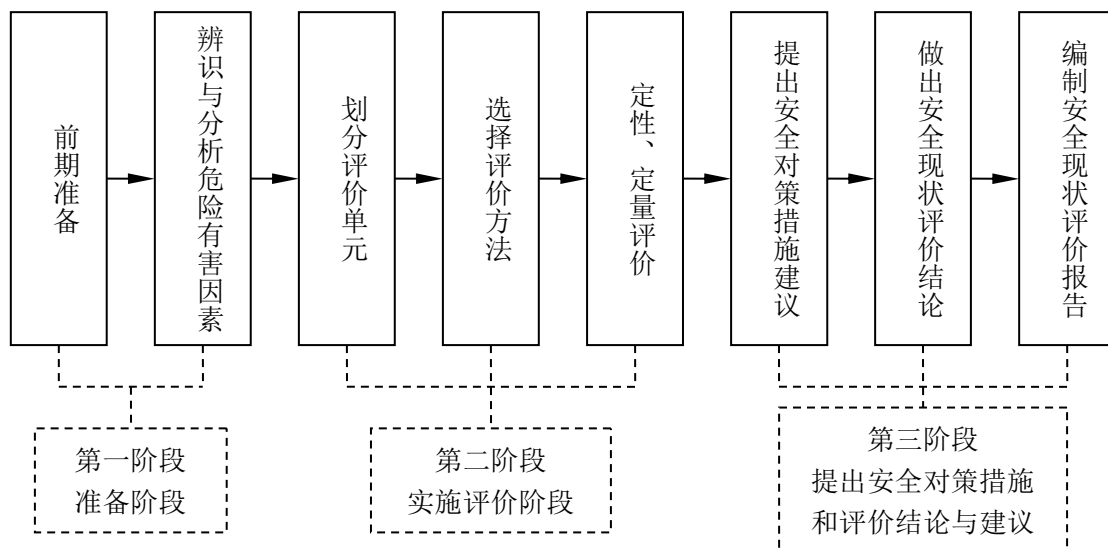 前期准备
辨识与分析危险有害因素
划分评价单元
选择评价方法
定性、定量评价
提出安全对策措施建议
做出安全现状评价结论
编制安全现状评价报告
第一阶段
准备阶段
第二阶段
实施评价阶段
第三阶段
提出安全对策措施
和评价结论与建议